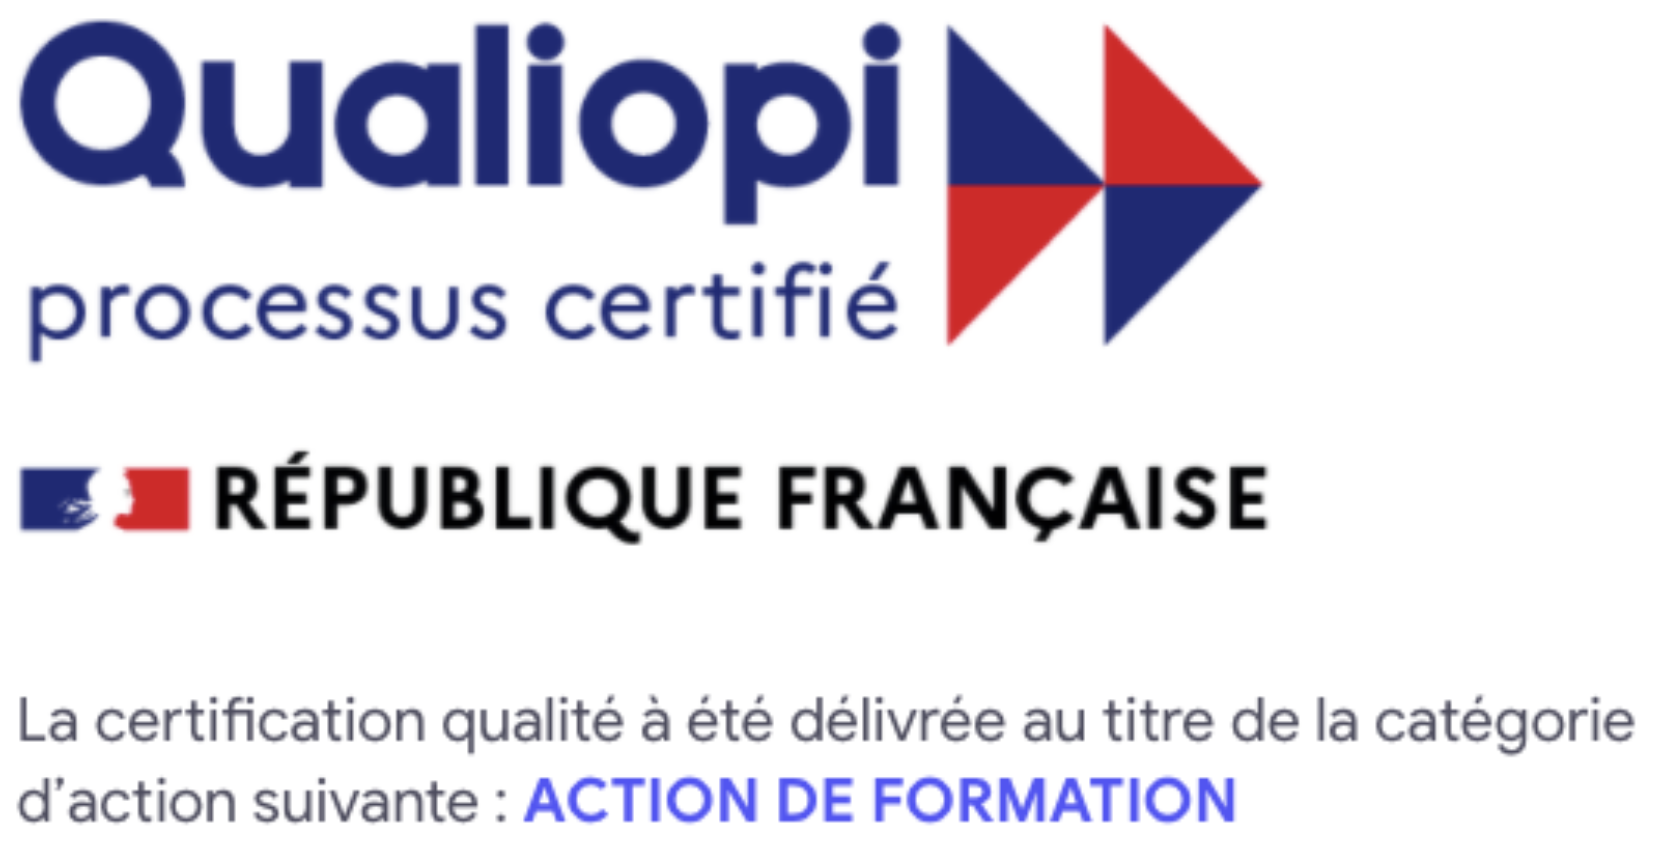 Qualiopi
processus certifié
RÉPUBLIQUE FRANÇAISE
La certification qualité à été délivrée au titre de la catégorie
d’action suivante : ACTION DE FORMATION